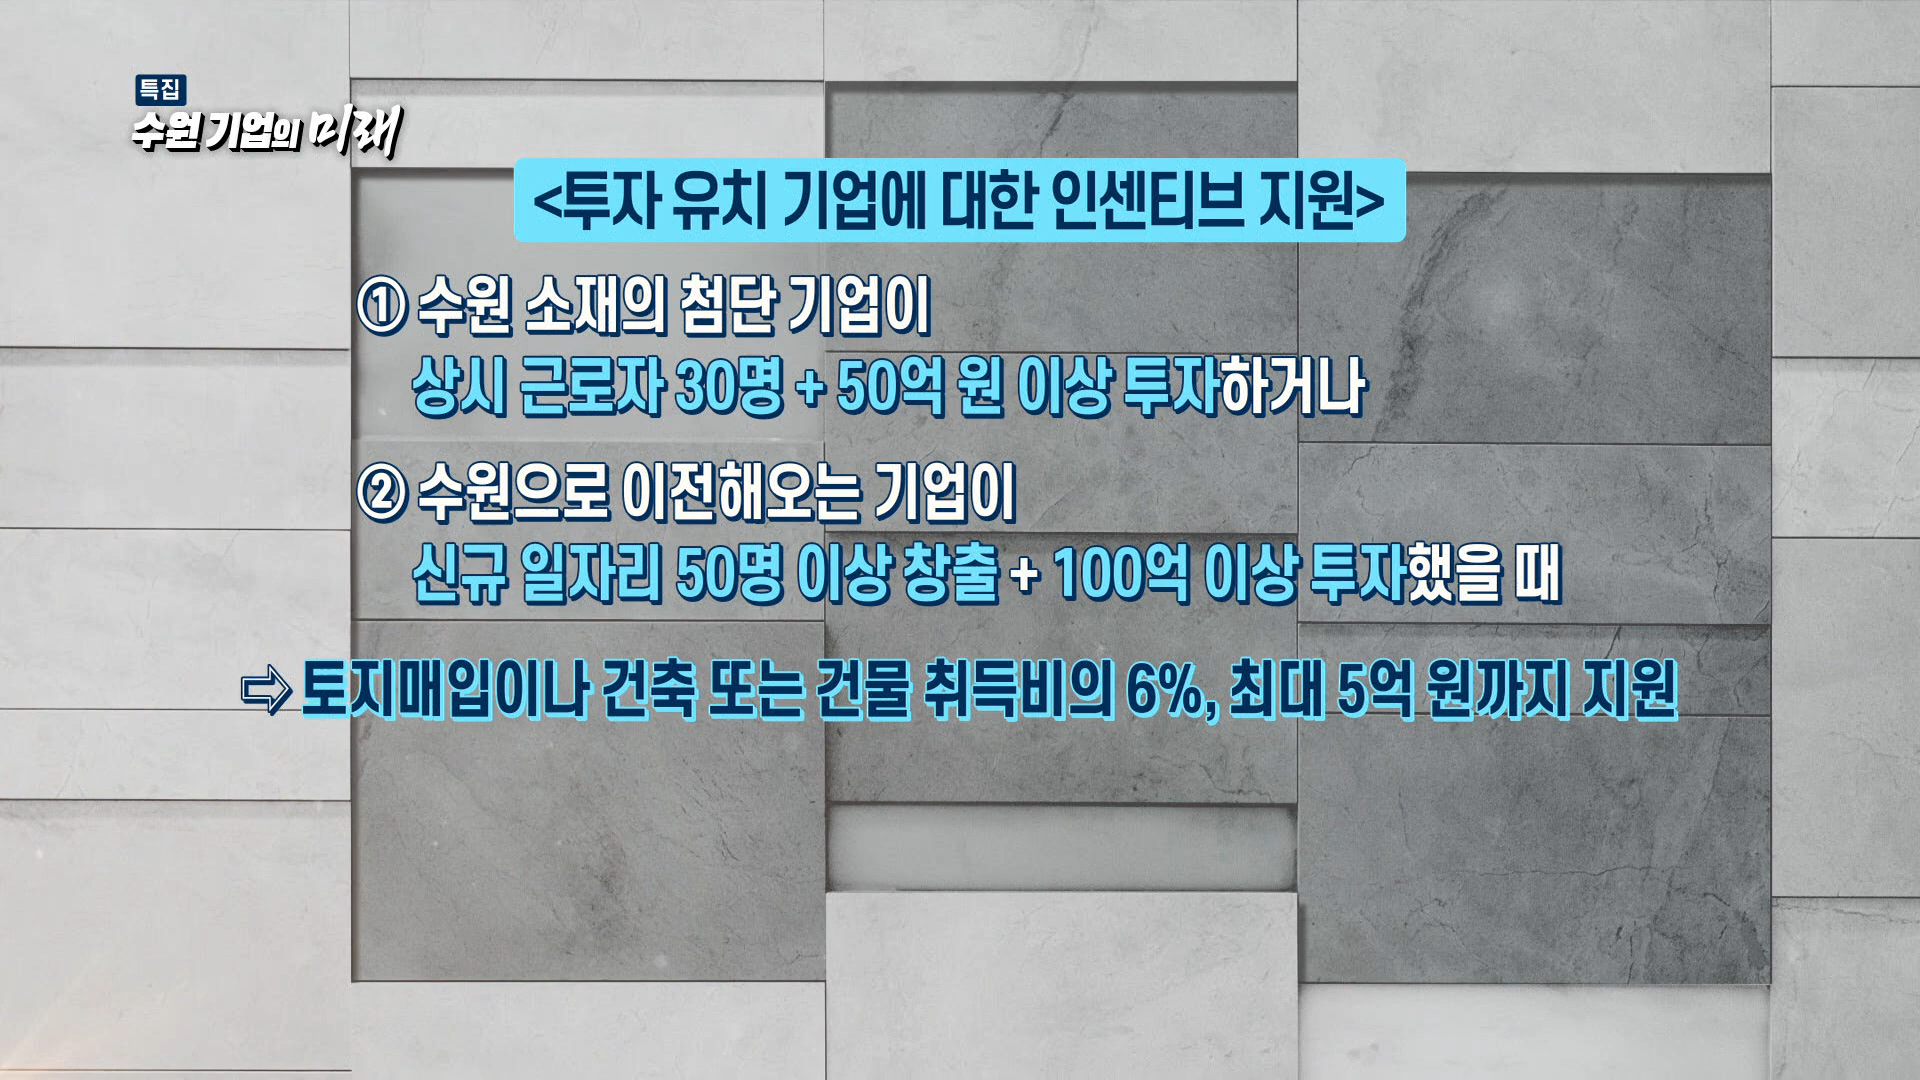 특집
수원 기업의 미래
<투자 유치 기업에 대한 인센티브 지원>
① 수원 소재의 첨단 기업이
상시 근로자 30명 + 50억 원 이상 투자하거나
② 수원으로 이전해오는 기업이
신규 일자리 50명 이상 창출 + 100억 이상 투자했을 때
⇨ 토지매입이나 건축 또는 건물 취득비의 6%, 최대 5억 원까지 지원